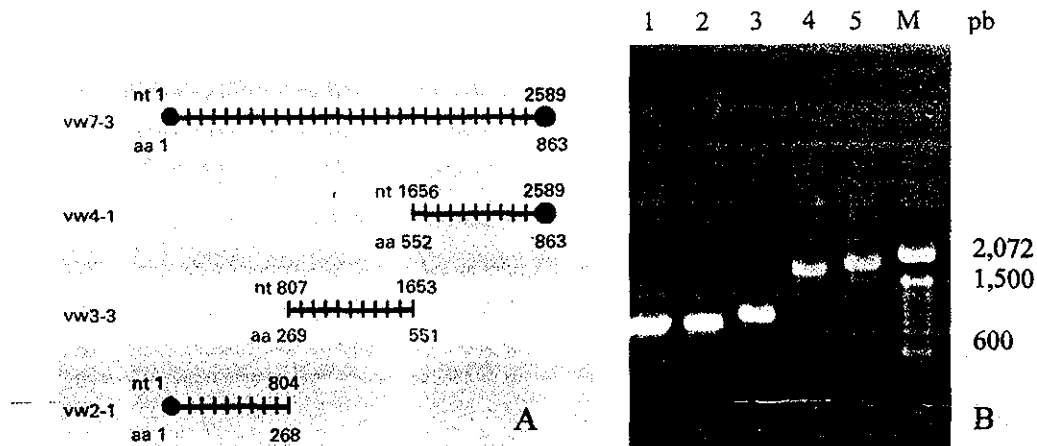 nt 1 2589
vw7-3
aa 1 863
nt 1656 2589
vw4-1
aa 552 863
nt 807 1653
vw3-3
aa 269 551
nt 1 804
vw2-1
aa 1 268
A
1 2 3 4 5 M pb
2,072
1,500
600
B